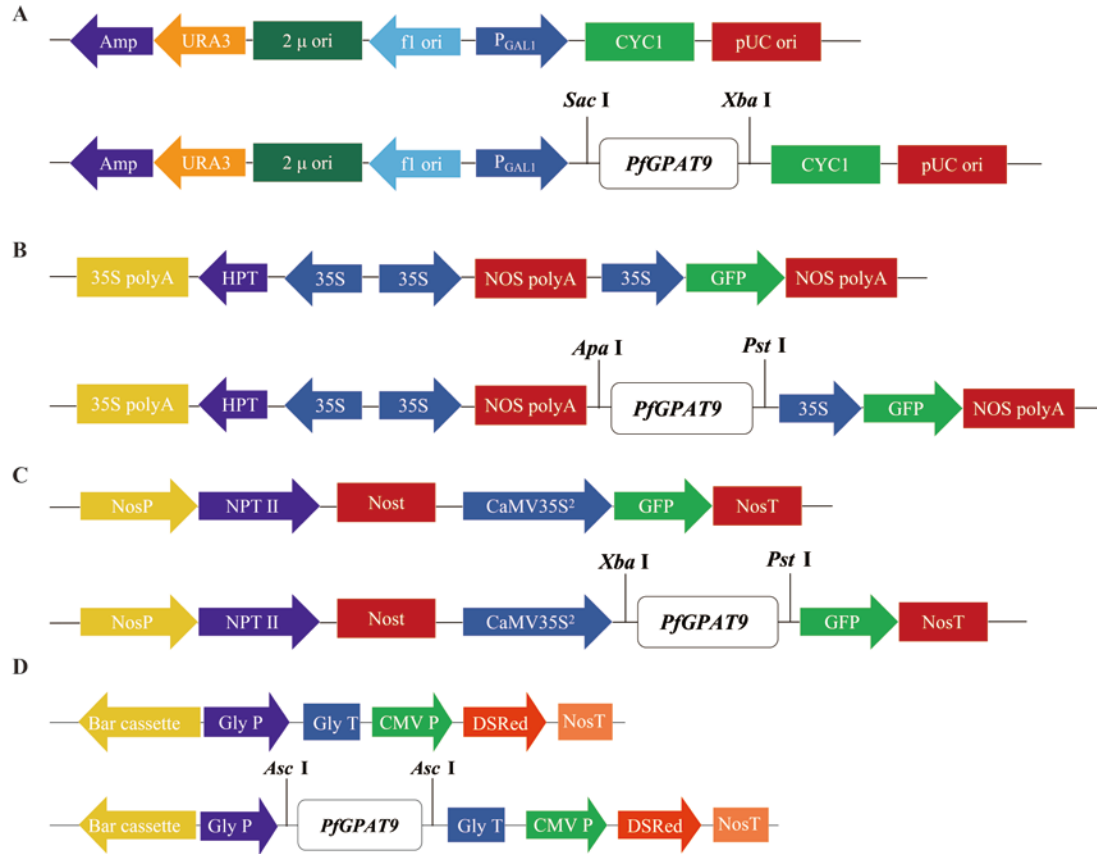 A
Amp URA3 2 μ ori f1 ori PGAL1 CYC1 pUC ori
Sac I Xba I
Amp URA3 2 μ ori f1 ori PGAL1 PfGPAT9 CYC1 pUC ori
B
35S polyA HPT 35S 35S NOS polyA 35S GFP NOS polyA
Apa I Pst I
35S polyA HPT 35S 35S NOS polyA PfGPAT9 35S GFP NOS polyA
C
NosP NPT II Nost CaMV35S² GFP NosT
Xba I Pst I
NosP NPT II Nost CaMV35S² PfGPAT9 GFP NosT
D
Bar cassette Gly P Gly T CMV P DSRed NosT
Asc I Asc I
Bar cassette Gly P PfGPAT9 Gly T CMV P DSRed NosT